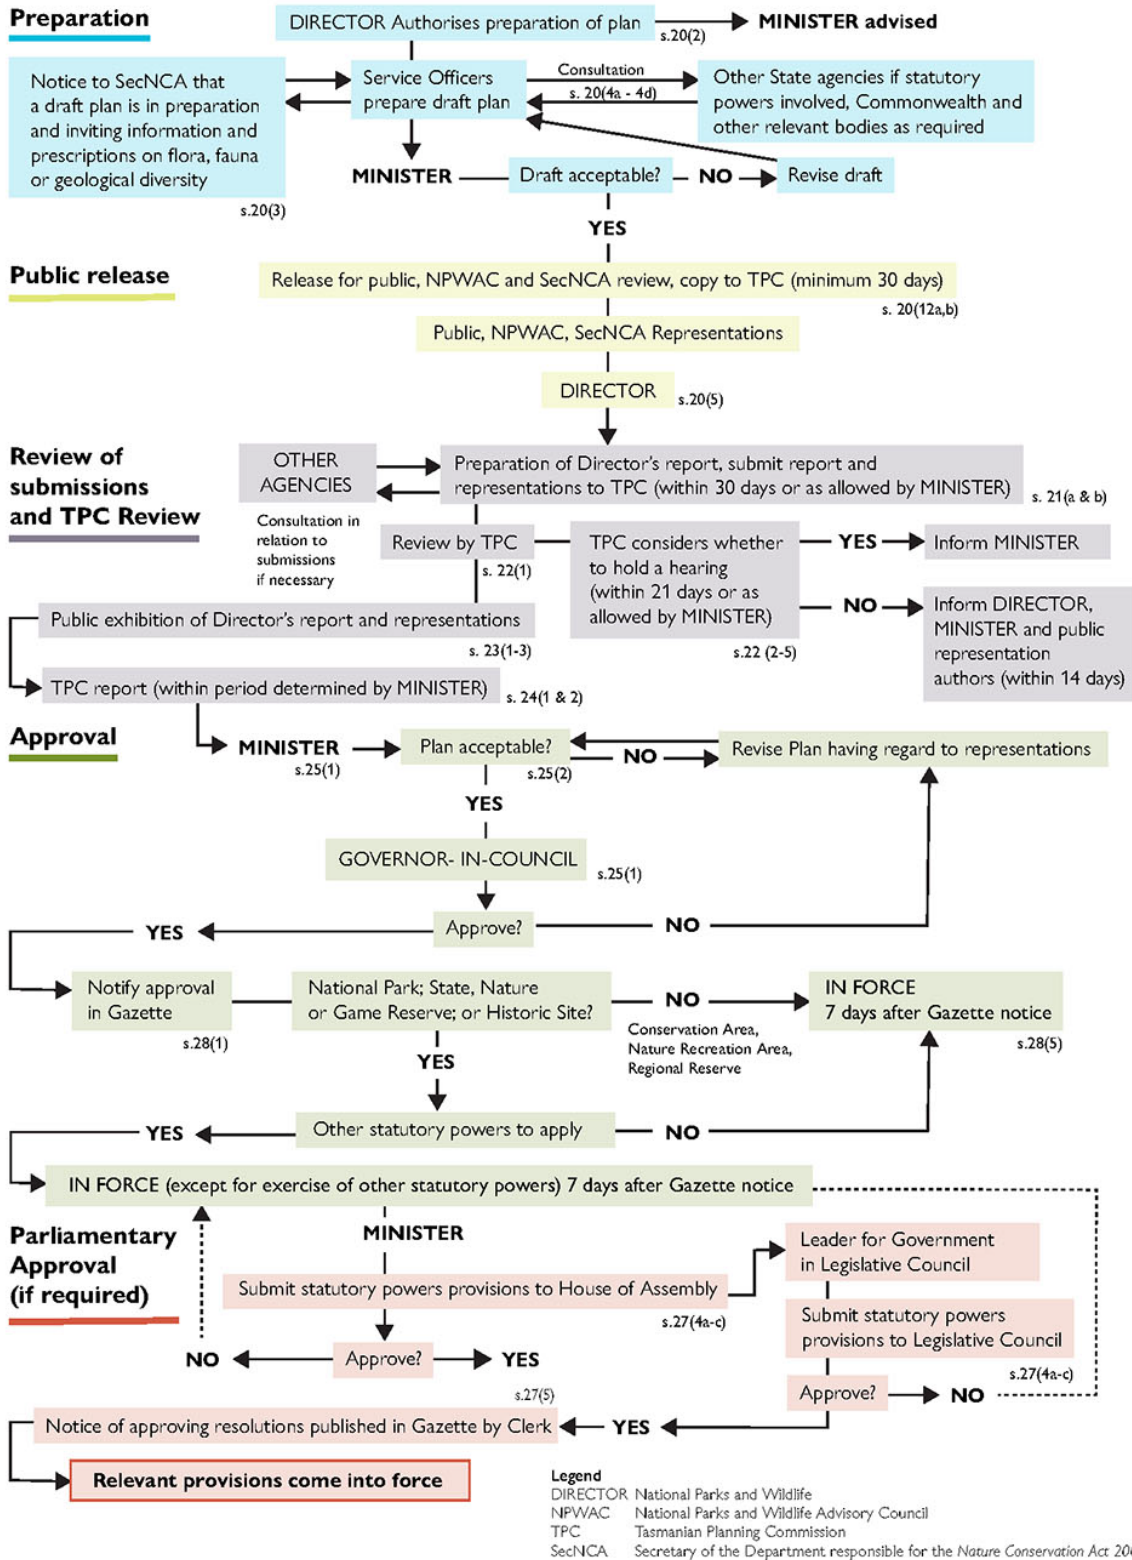 Preparation
DIRECTOR Authorises preparation of plan
s.20(2)
MINISTER advised
Notice to SecNCA that
a draft plan is in preparation
and inviting information and
prescriptions on flora, fauna
or geological diversity
s.20(3)
Service Officers
prepare draft plan
Consultation
s. 20(4a - 4d)
Other State agencies if statutory
powers involved, Commonwealth and
other relevant bodies as required
MINISTER
Draft acceptable?
NO
Revise draft
YES
Public release
Release for public, NPWAC and SecNCA review, copy to TPC (minimum 30 days)
s. 20(12a,b)
Public, NPWAC, SecNCA Representations
DIRECTOR
s.20(5)
Review of
submissions
and TPC Review
OTHER
AGENCIES
Consultation in
relation to
submissions
if necessary
Preparation of Director's report, submit report and
representations to TPC (within 30 days or as allowed by MINISTER)
s. 21(a & b)
Review by TPC
s. 22(1)
TPC considers whether
to hold a hearing
(within 21 days or as
allowed by MINISTER)
s.22 (2-5)
YES
Inform MINISTER
NO
Inform DIRECTOR,
MINISTER and public
representation
authors (within 14 days)
Public exhibition of Director's report and representations
s. 23(1-3)
TPC report (within period determined by MINISTER)
s. 24(1 & 2)
Approval
MINISTER
s.25(1)
Plan acceptable?
s.25(2)
NO
Revise Plan having regard to representations
YES
GOVERNOR- IN-COUNCIL
s.25(1)
Approve?
YES
NO
Notify approval
in Gazette
s.28(1)
National Park; State, Nature
or Game Reserve; or Historic Site?
NO
Conservation Area,
Nature Recreation Area,
Regional Reserve
IN FORCE
7 days after Gazette notice
s.28(5)
YES
Other statutory powers to apply
YES
NO
IN FORCE (except for exercise of other statutory powers) 7 days after Gazette notice
Parliamentary
Approval
(if required)
MINISTER
Submit statutory powers provisions to House of Assembly
s.27(4a-c)
Leader for Government
in Legislative Council
Submit statutory powers
provisions to Legislative Council
s.27(4a-c)
NO
Approve?
YES
s.27(5)
Approve?
NO
Notice of approving resolutions published in Gazette by Clerk
YES
Relevant provisions come into force
Legend
DIRECTOR National Parks and Wildlife
NPWAC National Parks and Wildlife Advisory Council
TPC Tasmanian Planning Commission
SecNCA Secretary of the Department responsible for the Nature Conservation Act